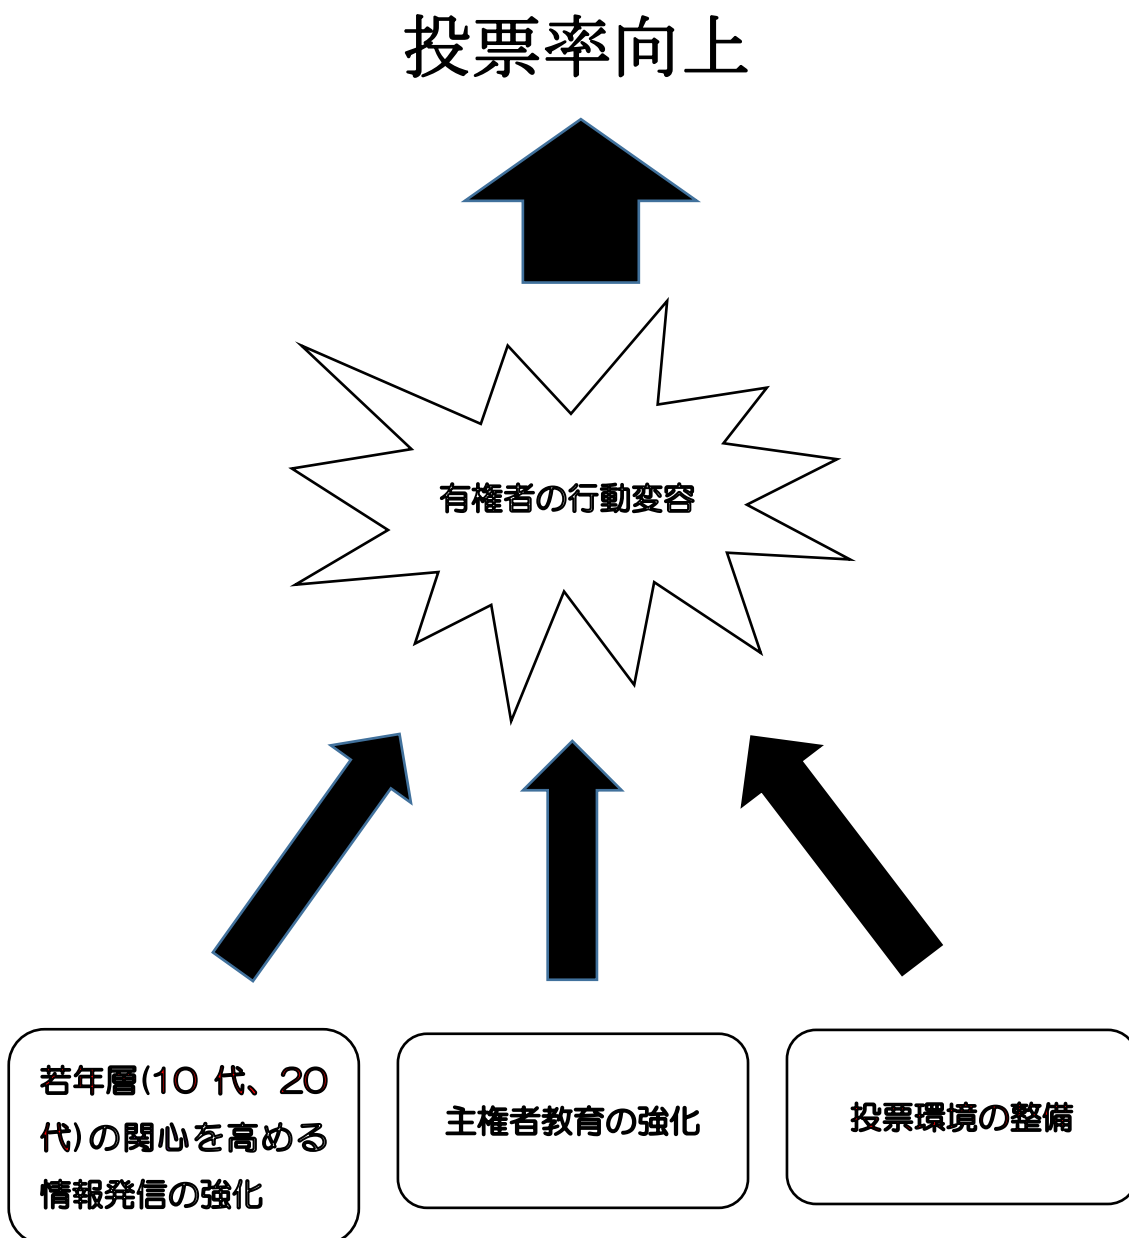 投票率向上
有権者の行動変容
若年層(10 代、20
代)の関心を高める
情報発信の強化
主権者教育の強化
投票環境の整備